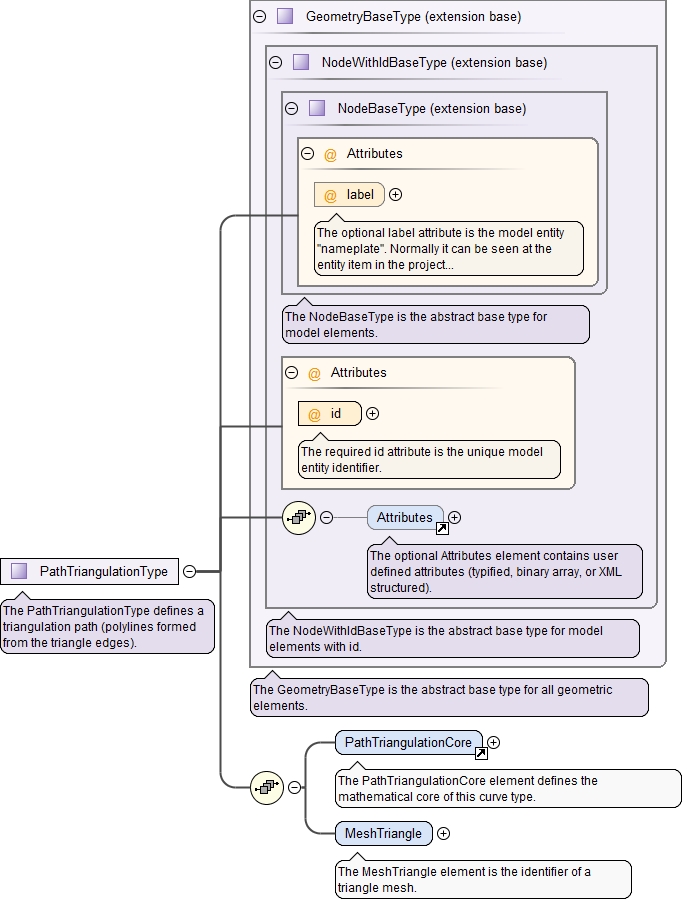 GeometryBaseType (extension base)
NodeWithIdBaseType (extension base)
NodeBaseType (extension base)
@ Attributes
@ label
The optional label attribute is the model entity
"nameplate". Normally it can be seen at the
entity item in the project...
The NodeBaseType is the abstract base type for
model elements.
@ Attributes
@ id
The required id attribute is the unique model
entity identifier.
Attributes
The optional Attributes element contains user
defined attributes (typified, binary array, or XML
structured).
PathTriangulationType
The PathTriangulationType defines a
triangulation path (polylines formed
from the triangle edges).
The NodeWithIdBaseType is the abstract base type for model
elements with id.
The GeometryBaseType is the abstract base type for all geometric
elements.
PathTriangulationCore
The PathTriangulationCore element defines the
mathematical core of this curve type.
MeshTriangle
The MeshTriangle element is the identifier of a
triangle mesh.